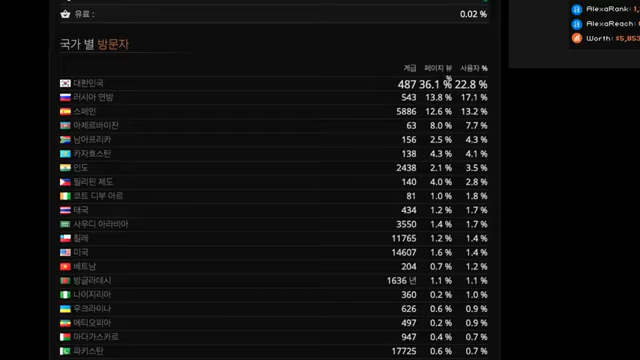 유료 : 0.02 %
AlexaRank: 1,
AlexaReach:
Worth: $5,853
국가 별 방문자
계급 페이지 뷰 % 사용자 %
대한민국 487 36.1 % 22.8 %
러시아 연방 543 13.8 % 17.1 %
스페인 5886 12.6 % 13.2 %
아제르바이잔 63 8.0 % 7.7 %
남아프리카 156 2.5 % 4.3 %
카자흐스탄 138 4.3 % 4.1 %
인도 2438 2.1 % 3.5 %
필리핀 제도 140 4.0 % 2.8 %
코트 디부 아르 81 1.0 % 1.8 %
태국 434 1.2 % 1.7 %
사우디 아라비아 3550 1.4 % 1.7 %
칠레 11765 1.2 % 1.4 %
미국 14607 1.6 % 1.4 %
베트남 204 0.7 % 1.2 %
방글라데시 1636 년 1.1 % 1.1 %
나이지리아 360 0.2 % 1.0 %
우크라이나 626 0.6 % 0.9 %
에티오피아 497 0.2 % 0.9 %
마다가스카르 947 0.4 % 0.7 %
파키스탄 17725 0.6 % 0.7 %